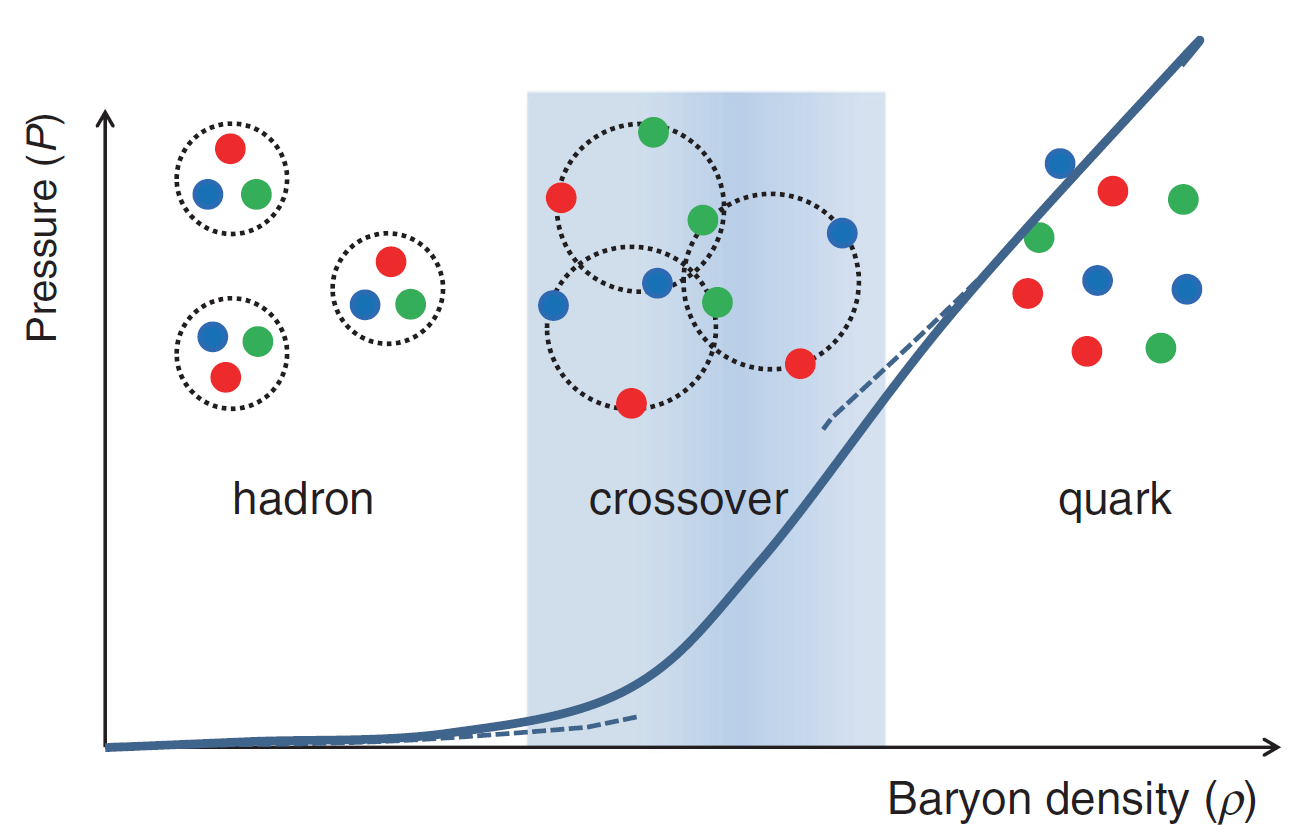 Pressure (P)
hadron
crossover
quark
Baryon density (ρ)